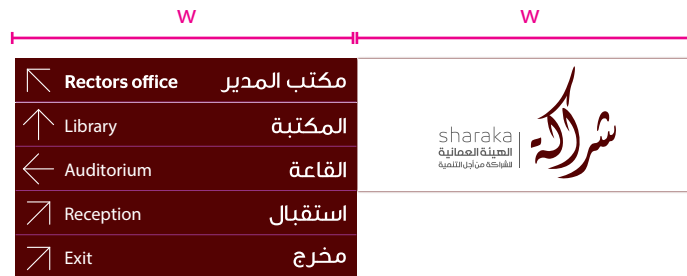 W
W
Rectors office مكتب المدير
Library المكتبة
Auditorium القاعة
Reception استقبال
Exit مخرج
شراكة
sharaka
الهيئة العمانية
للشراكة من أجل التنمية